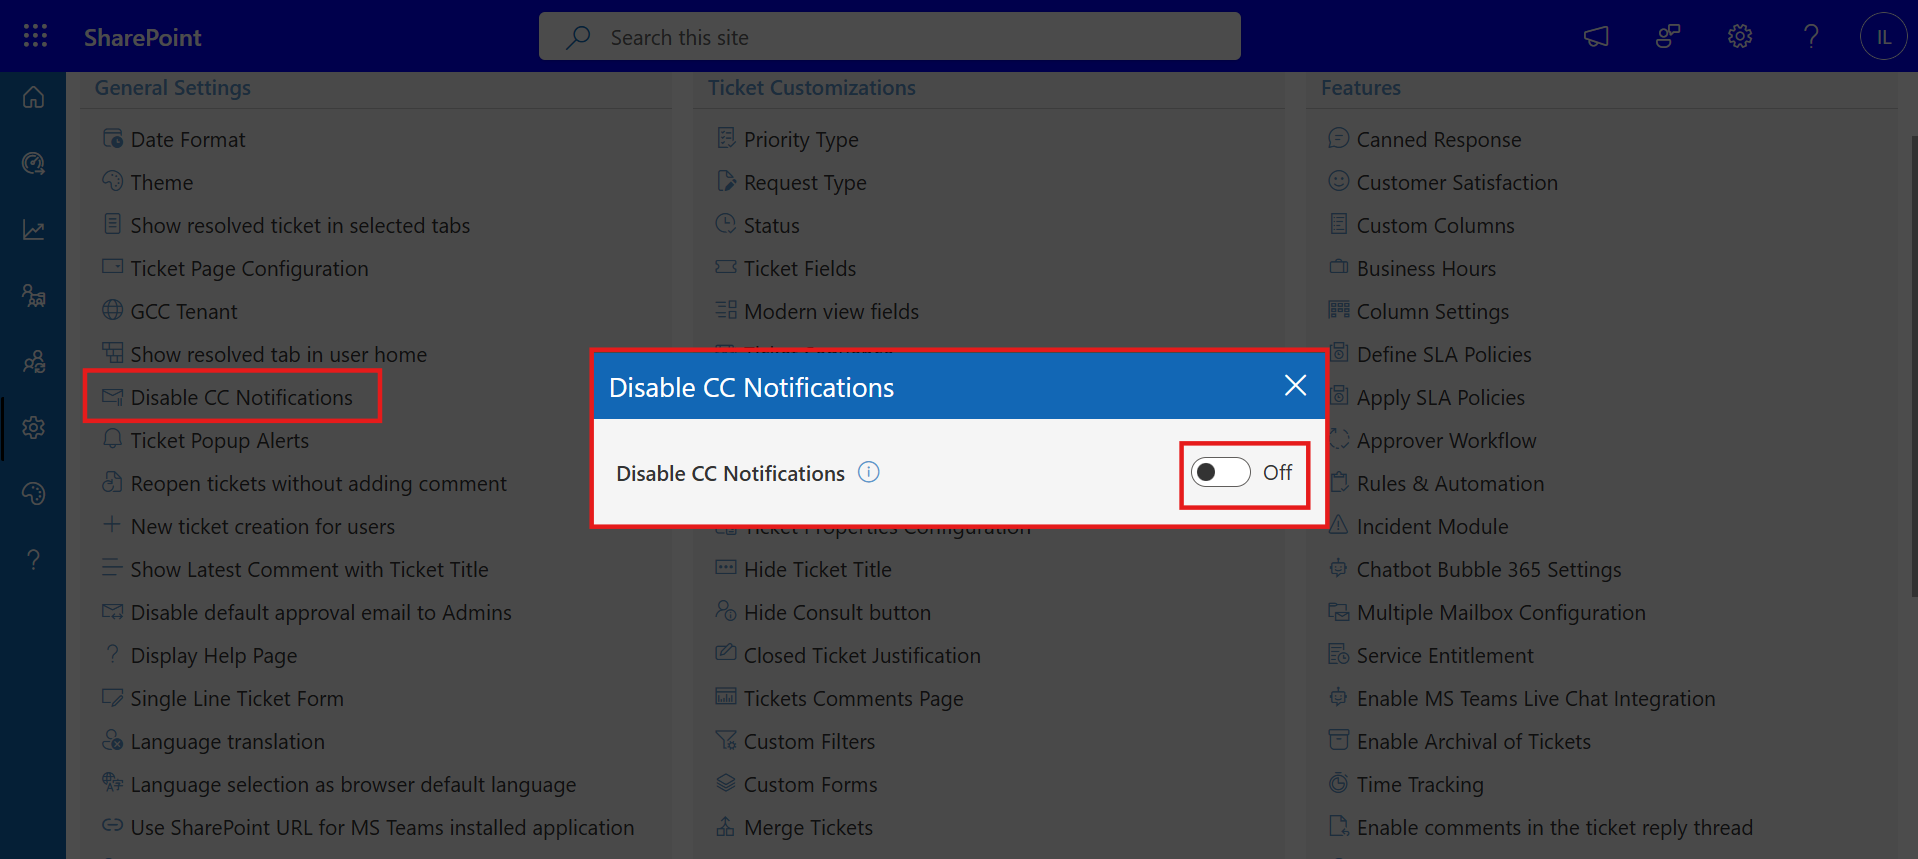 SharePoint
Search this site
IL
General Settings
Date Format
Theme
Show resolved ticket in selected tabs
Ticket Page Configuration
GCC Tenant
Show resolved tab in user home
Disable CC Notifications
Ticket Popup Alerts
Reopen tickets without adding comment
New ticket creation for users
Show Latest Comment with Ticket Title
Disable default approval email to Admins
Display Help Page
Single Line Ticket Form
Language translation
Language selection as browser default language
Use SharePoint URL for MS Teams installed application
Ticket Customizations
Priority Type
Request Type
Status
Ticket Fields
Modern view fields
Disable CC Notifications
Disable CC Notifications
Off
Ticket Properties Configuration
Hide Ticket Title
Hide Consult button
Closed Ticket Justification
Tickets Comments Page
Custom Filters
Custom Forms
Merge Tickets
Features
Canned Response
Customer Satisfaction
Custom Columns
Business Hours
Column Settings
Define SLA Policies
Apply SLA Policies
Approver Workflow
Rules & Automation
Incident Module
Chatbot Bubble 365 Settings
Multiple Mailbox Configuration
Service Entitlement
Enable MS Teams Live Chat Integration
Enable Archival of Tickets
Time Tracking
Enable comments in the ticket reply thread